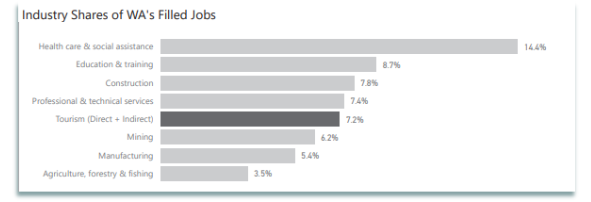 Industry Shares of WA's Filled Jobs
Health care & social assistance 14.4%
Education & training 8.7%
Construction 7.8%
Professional & technical services 7.4%
Tourism (Direct + Indirect) 7.2%
Mining 6.2%
Manufacturing 5.4%
Agriculture, forestry & fishing 3.5%